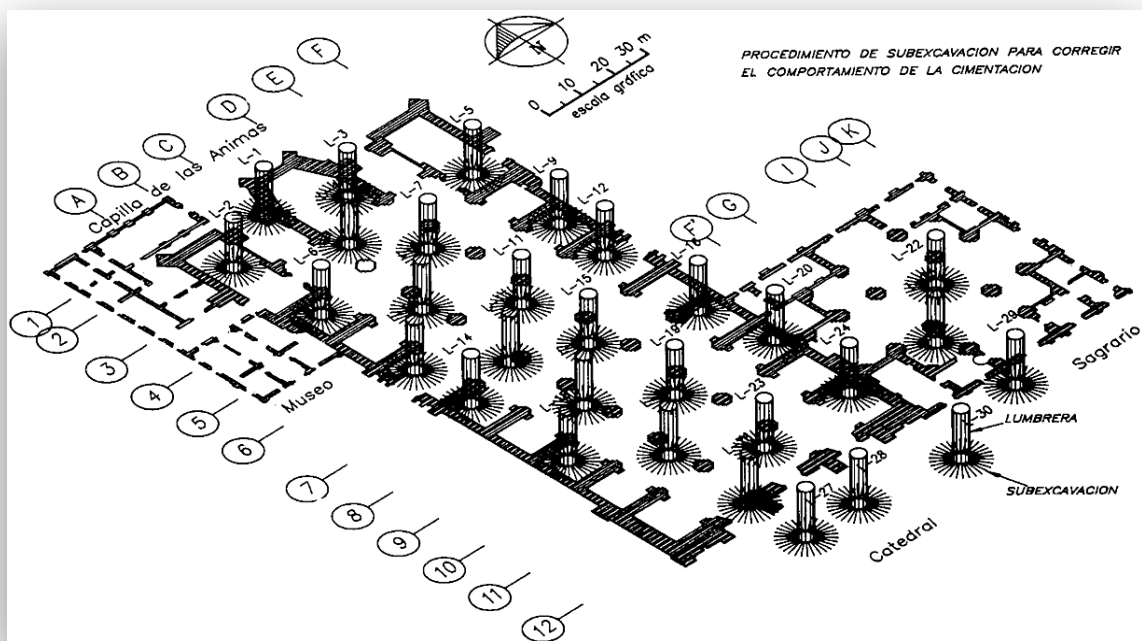 PROCEDIMIENTO DE SUBEXCAVACION PARA CORREGIR
EL COMPORTAMIENTO DE LA CIMENTACION
N
0 10 20 30 m
escala gráfica
A
B
C
D
E
F
Capilla de las Animas
L-1
L-2
L-3
L-5
L-7
L-9
L-11
L-12
L-14
L-15
L-20
L-22
L-23
L-24
L-29
F'
G
I
J
K
1
2
3
4
5
6
7
8
9
10
11
12
Museo
Sagrario
Catedral
27
28
30
LUMBRERA
SUBEXCAVACION